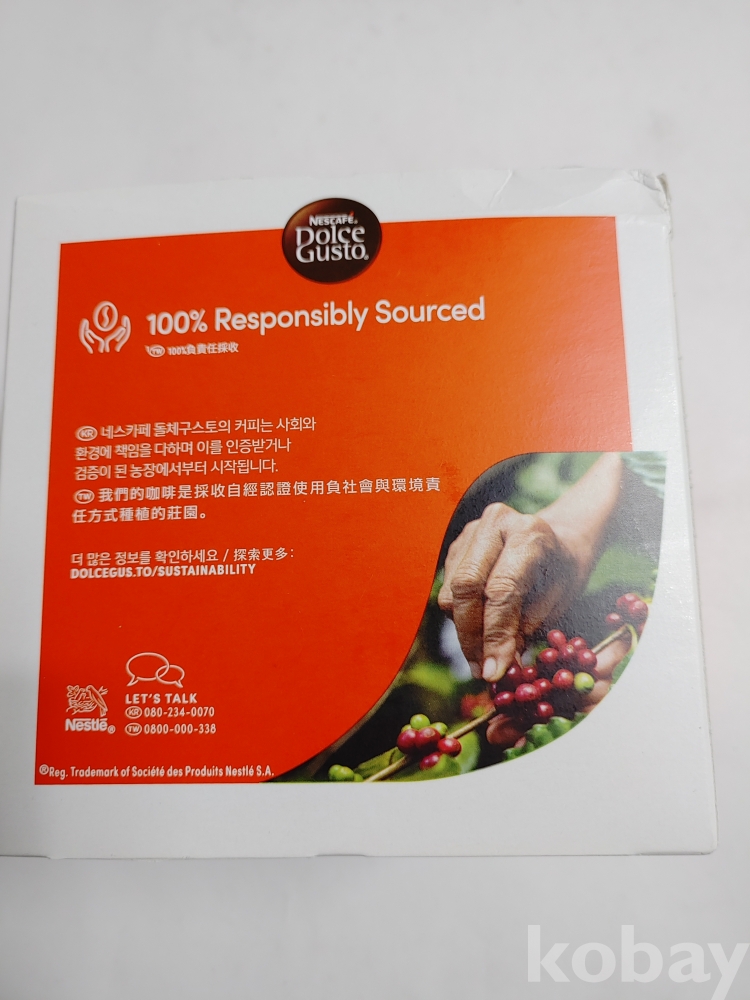 NESCAFÉ.
Dolce
Gusto®
100% Responsibly Sourced
TW 100%負責任採收
KR 네스카페 돌체구스토의 커피는 사회와
환경에 책임을 다하며 이를 인증받거나
검증이 된 농장에서부터 시작됩니다.
TW 我們的咖啡是採收自經認證使用負社會與環境責
任方式種植的莊園。
더 많은 정보를 확인하세요 / 探索更多:
DOLCEGUS.TO/SUSTAINABILITY
LET'S TALK
KR 080-234-0070
TW 0800-000-338
Nestlé®
®Reg. Trademark of Société des Produits Nestlé S.A.
kobay